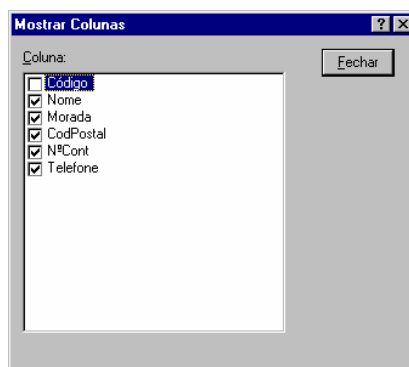 Mostrar Colunas
Coluna:
Fechar
Código
Nome
Morada
CodPostal
NºCont
Telefone